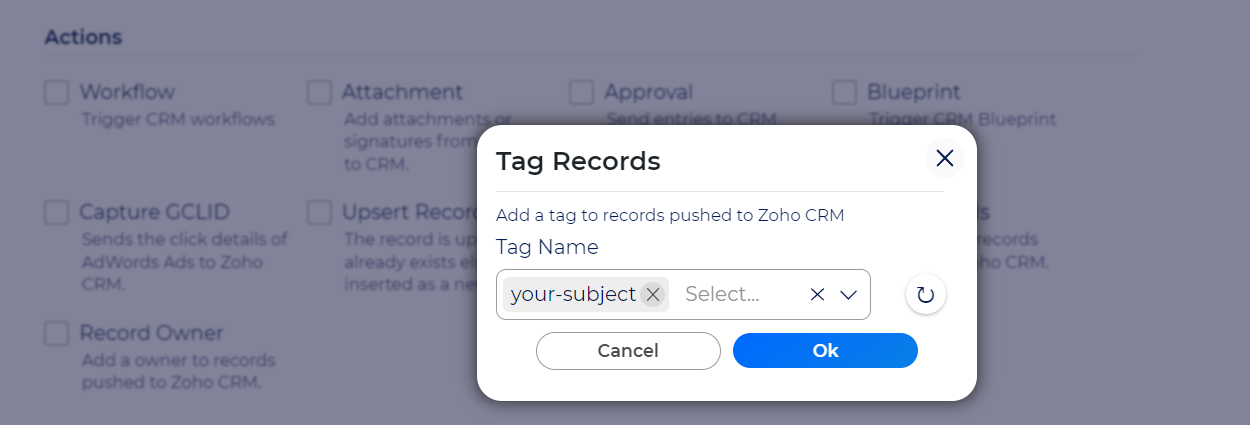 Actions
Workflow
Trigger CRM workflows
Attachment
Add attachments or
signatures from
to CRM.
Approval
Send entries to CRM
Blueprint
Trigger CRM Blueprint
Capture GCLID
Sends the click details of
AdWords Ads to Zoho
CRM.
Upsert Recor
The record is up
already exists el
inserted as a ne
ls
records
ho CRM.
Record Owner
Add a owner to records
pushed to Zoho CRM.
Tag Records
Add a tag to records pushed to Zoho CRM
Tag Name
your-subject
Select...
Cancel
Ok